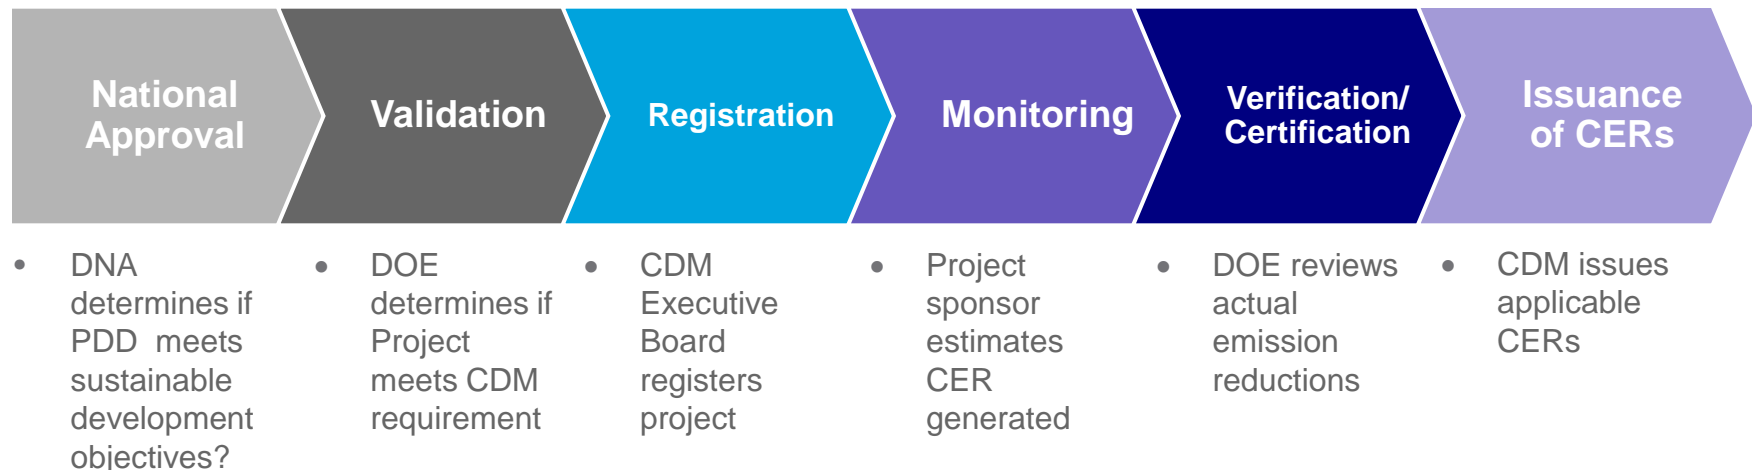 National
Approval
Validation
Registration
Monitoring
Verification/
Certification
Issuance
of CERs
• DNA
determines if
PDD  meets
sustainable
development
objectives?
• DOE
determines if
Project
meets CDM
requirement
• CDM
Executive
Board
registers
project
• Project
sponsor
estimates
CER
generated
• DOE reviews
actual
emission
reductions
• CDM issues
applicable
CERs